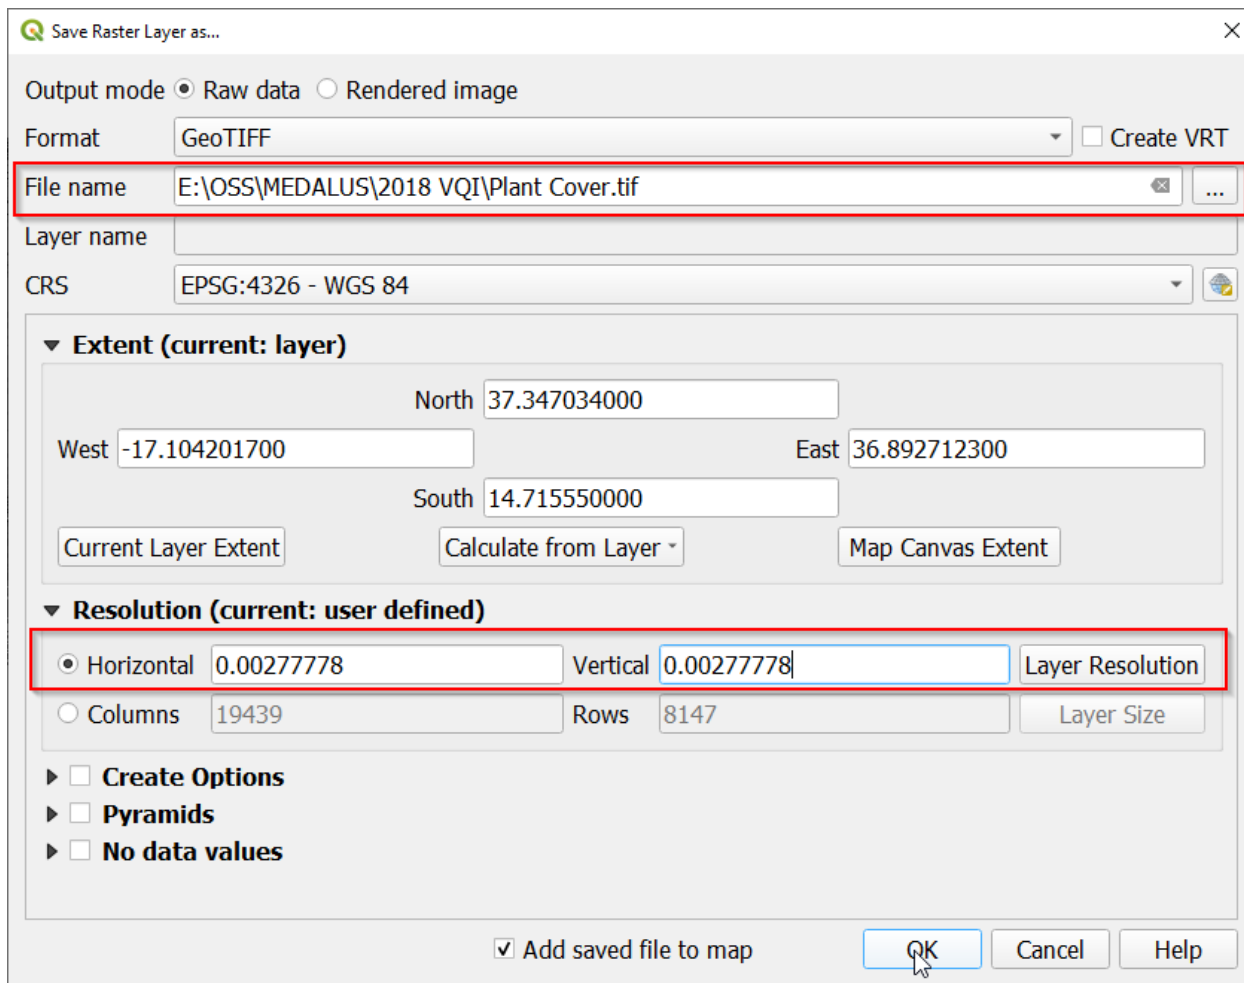 Save Raster Layer as...
Output mode Raw data Rendered image
Format GeoTIFF Create VRT
File name E:\OSS\MEDALUS\2018 VQI\Plant Cover.tif ...
Layer name
CRS EPSG:4326 - WGS 84
Extent (current: layer)
North 37.347034000
West -17.104201700 East 36.892712300
South 14.715550000
Current Layer Extent Calculate from Layer Map Canvas Extent
Resolution (current: user defined)
Horizontal 0.00277778 Vertical 0.00277778 Layer Resolution
Columns 19439 Rows 8147 Layer Size
Create Options
Pyramids
No data values
Add saved file to map OK Cancel Help